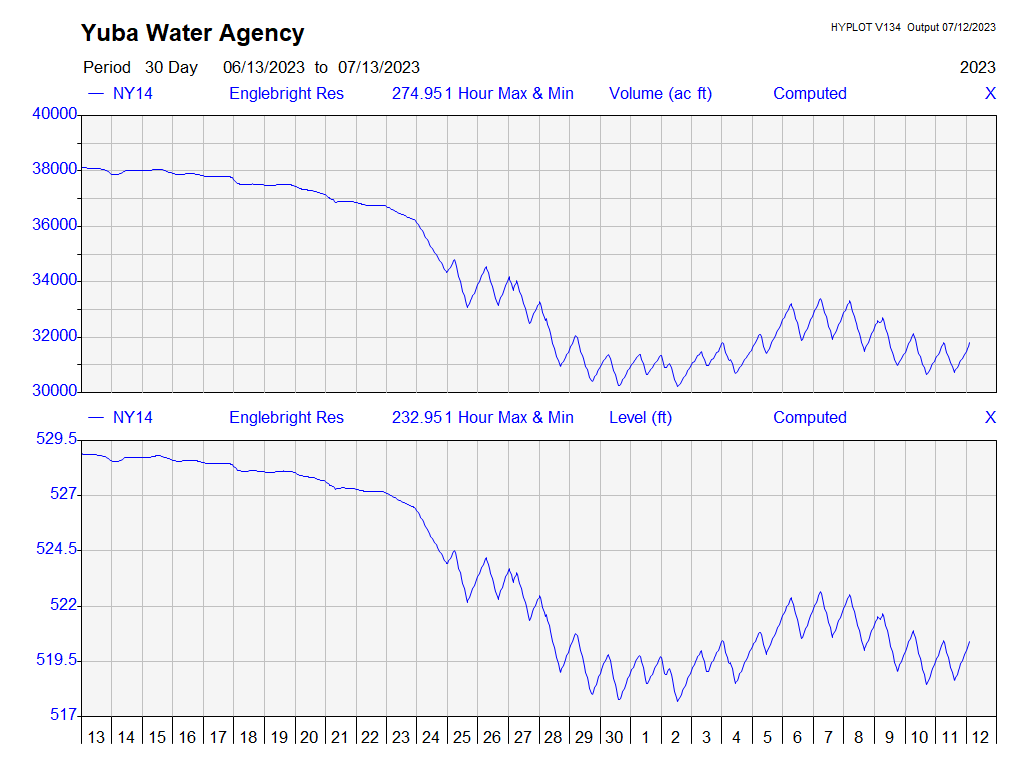 Yuba Water Agency
HYPLOT V134 Output 07/12/2023
Period 30 Day 06/13/2023 to 07/13/2023
2023
NY14 Englebright Res 274.951 Hour Max & Min Volume (ac ft) Computed X
40000
38000
36000
34000
32000
30000
NY14 Englebright Res 232.951 Hour Max & Min Level (ft) Computed X
529.5
527
524.5
522
519.5
517
13 14 15 16 17 18 19 20 21 22 23 24 25 26 27 28 29 30 1 2 3 4 5 6 7 8 9 10 11 12